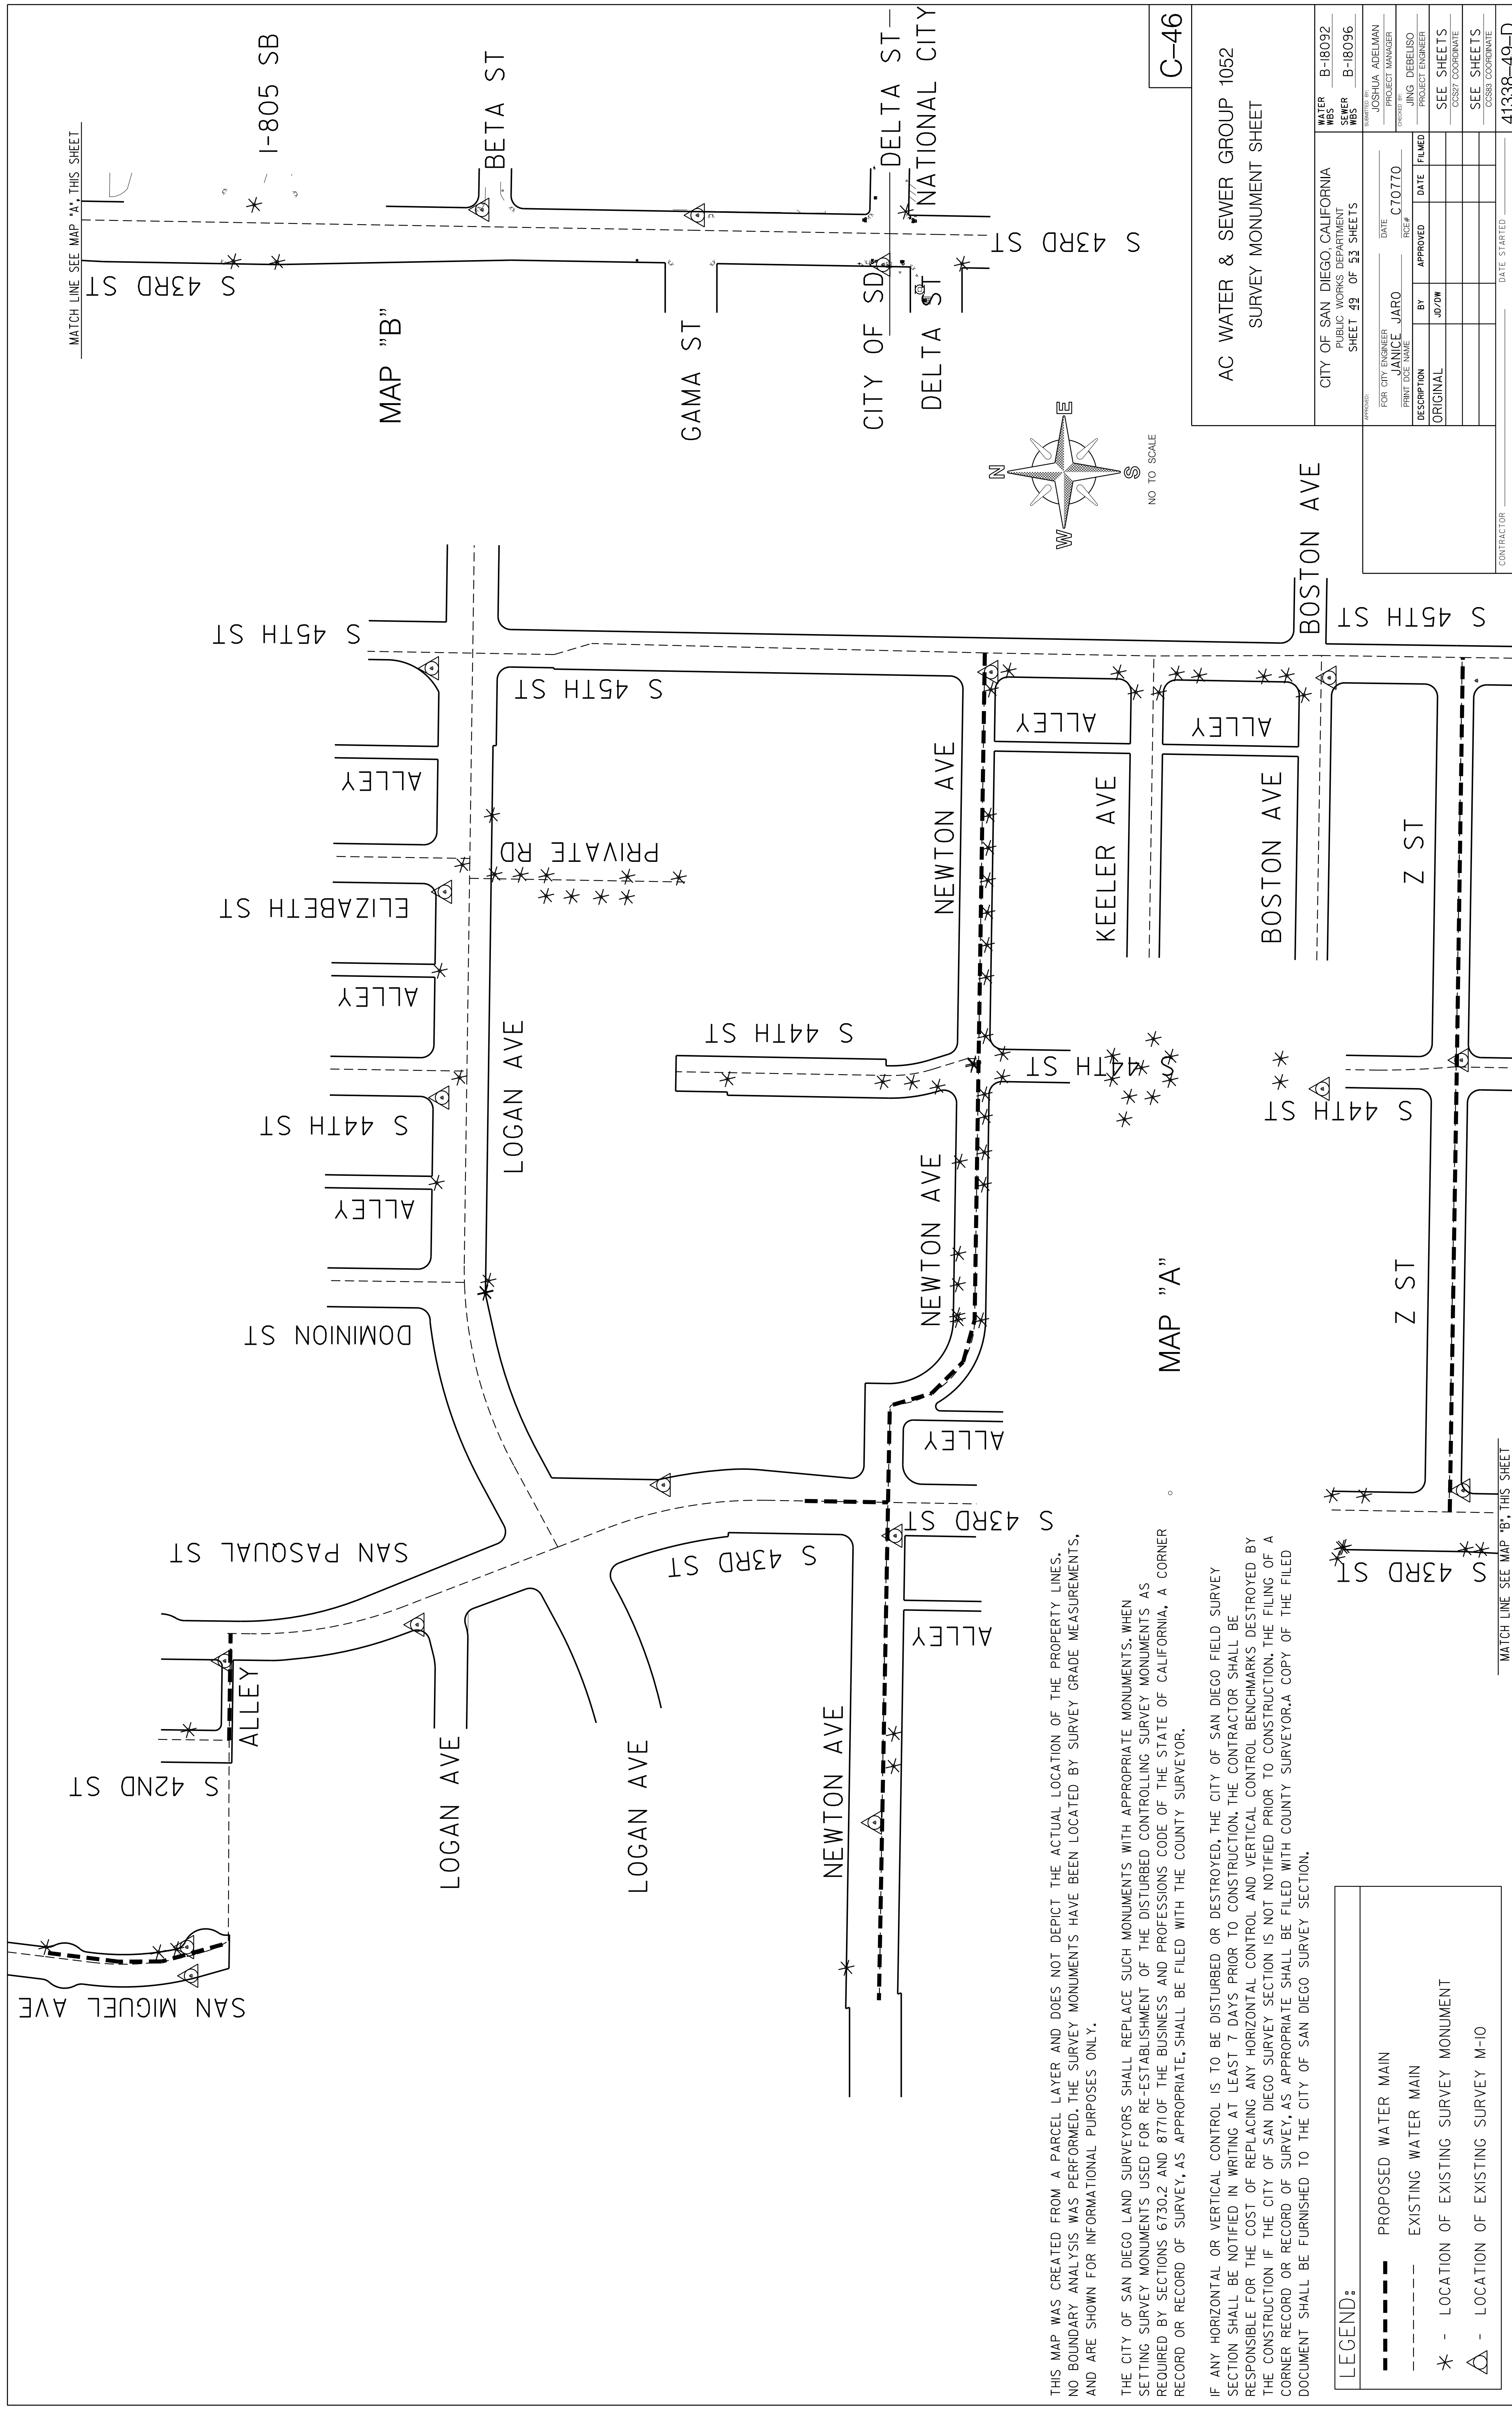 MATCH LINE SEE MAP "A", THIS SHEET
I-805 SB
S 43RD ST
MAP "B"
BETA ST
GAMA ST
CITY OF SD
DELTA ST
DELTA ST
NATIONAL CITY
S 43RD ST
N
W
E
S
NO TO SCALE
SAN MIGUEL AVE
S 42ND ST
ALLEY
SAN PASQUAL ST
LOGAN AVE
LOGAN AVE
DOMINION ST
ALLEY
S 44TH ST
ALLEY
ELIZABETH ST
ALLEY
S 45TH ST
LOGAN AVE
PRIVATE RD
S 45TH ST
S 43RD ST
S 44TH ST
NEWTON AVE
NEWTON AVE
NEWTON AVE
ALLEY
S 43RD ST
ALLEY
S 44TH ST
ALLEY
KEELER AVE
ALLEY
BOSTON AVE
BOSTON AVE
S 45TH ST
MAP "A"
S 44TH ST
Z ST
Z ST
S 43RD ST
MATCH LINE SEE MAP "B", THIS SHEET
THIS MAP WAS CREATED FROM A PARCEL LAYER AND DOES NOT DEPICT THE ACTUAL LOCATION OF THE PROPERTY LINES.
NO BOUNDARY ANALYSIS WAS PERFORMED. THE SURVEY MONUMENTS HAVE BEEN LOCATED BY SURVEY GRADE MEASUREMENTS,
AND ARE SHOWN FOR INFORMATIONAL PURPOSES ONLY.
THE CITY OF SAN DIEGO LAND SURVEYORS SHALL REPLACE SUCH MONUMENTS WITH APPROPRIATE MONUMENTS. WHEN
SETTING SURVEY MONUMENTS USED FOR RE-ESTABLISHMENT OF THE DISTURBED CONTROLLING SURVEY MONUMENTS AS
REQUIRED BY SECTIONS 6730.2 AND 8771 OF THE BUSINESS AND PROFESSIONS CODE OF THE STATE OF CALIFORNIA, A CORNER
RECORD OR RECORD OF SURVEY, AS APPROPRIATE, SHALL BE FILED WITH THE COUNTY SURVEYOR.
IF ANY HORIZONTAL OR VERTICAL CONTROL IS TO BE DISTURBED OR DESTROYED, THE CITY OF SAN DIEGO FIELD SURVEY
SECTION SHALL BE NOTIFIED IN WRITING AT LEAST 7 DAYS PRIOR TO CONSTRUCTION. THE CONTRACTOR SHALL BE
RESPONSIBLE FOR THE COST OF REPLACING ANY HORIZONTAL CONTROL AND VERTICAL CONTROL BENCHMARKS DESTROYED BY
THE CONSTRUCTION IF THE CITY OF SAN DIEGO SURVEY SECTION IS NOT NOTIFIED PRIOR TO CONSTRUCTION. THE FILING OF A
CORNER RECORD OR RECORD OF SURVEY, AS APPROPRIATE SHALL BE FILED WITH COUNTY SURVEYOR.A COPY OF THE FILED
DOCUMENT SHALL BE FURNISHED TO THE CITY OF SAN DIEGO SURVEY SECTION.
LEGEND:
PROPOSED WATER MAIN
EXISTING WATER MAIN
- LOCATION OF EXISTING SURVEY MONUMENT
- LOCATION OF EXISTING SURVEY M-10
C-46
AC WATER & SEWER GROUP 1052
SURVEY MONUMENT SHEET
CITY OF SAN DIEGO, CALIFORNIA
PUBLIC WORKS DEPARTMENT
SHEET 49 OF 53 SHEETS
WATER WBS B-18092
SEWER WBS B-18096
APPROVED:
FOR CITY ENGINEER DATE
JANICE JARO C70770
PRINT DCE NAME RCE#
SUBMITTED BY:
JOSHUA ADELMAN
PROJECT MANAGER
CHECKED BY:
JING DEBELISO
PROJECT ENGINEER
DESCRIPTION BY APPROVED DATE FILMED
ORIGINAL JD/DW
SEE SHEETS
CCS27 COORDINATE
SEE SHEETS
CCS83 COORDINATE
CONTRACTOR DATE STARTED
41338-49-D